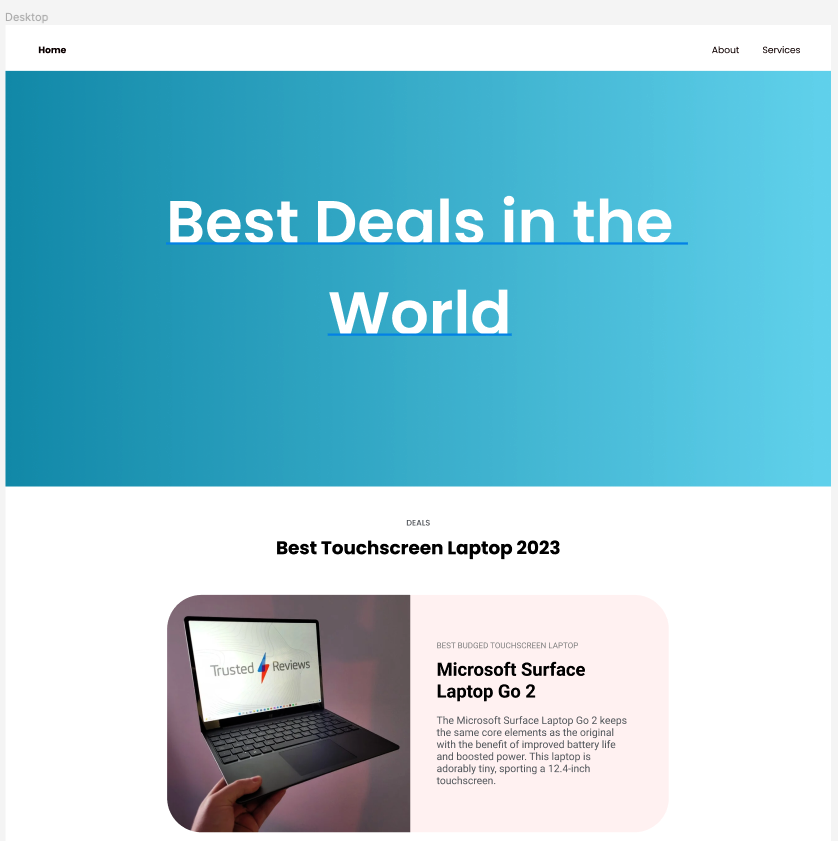 Desktop
Home About Services
Best Deals in the
World
DEALS
Best Touchscreen Laptop 2023
Trusted Reviews
BEST BUDGED TOUCHSCREEN LAPTOP
Microsoft Surface
Laptop Go 2
The Microsoft Surface Laptop Go 2 keeps
the same core elements as the original
with the benefit of improved battery life
and boosted power. This laptop is
adorably tiny, sporting a 12.4-inch
touchscreen.